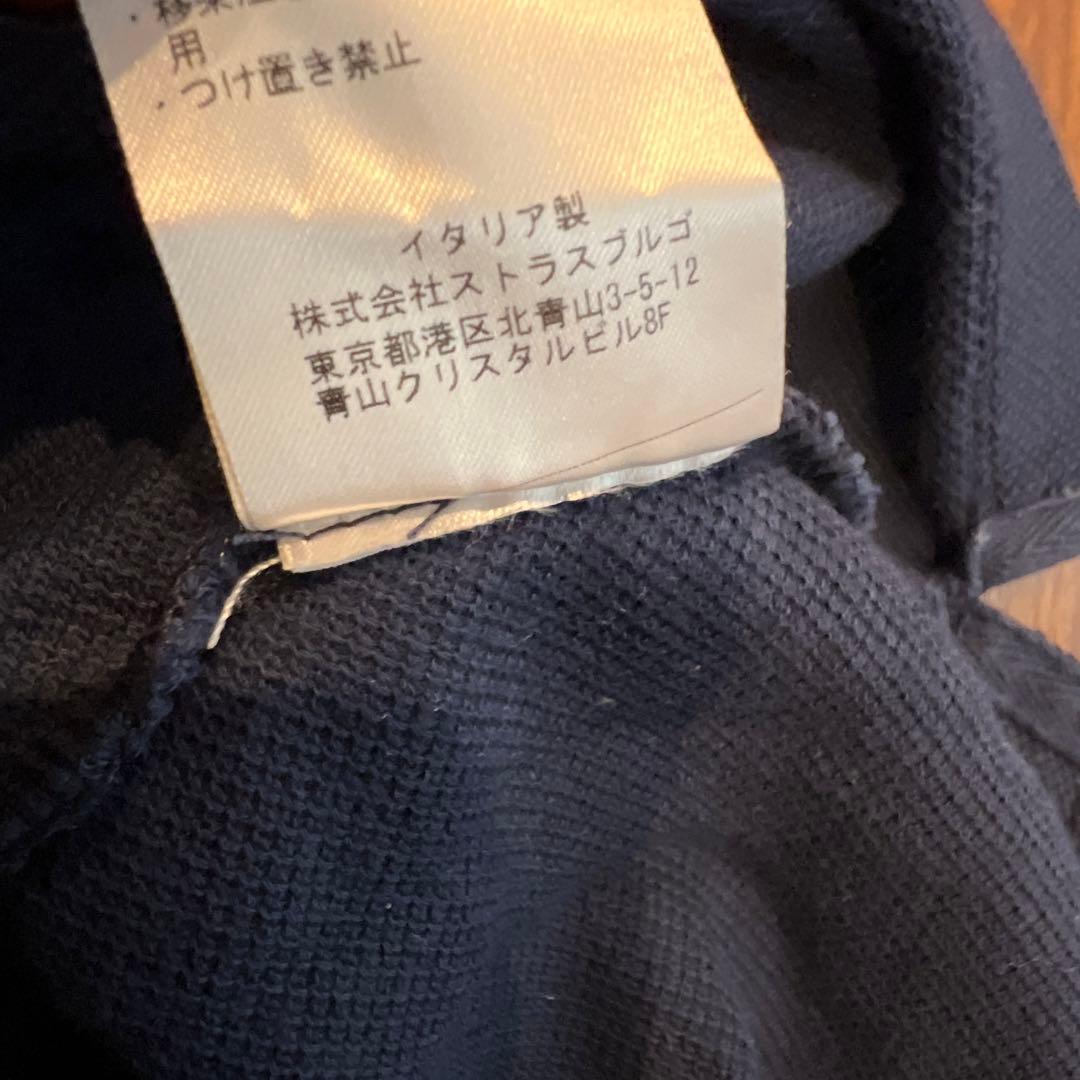 用
・つけ置き禁止
イタリア製
株式会社ストラスブルゴ
東京都港区北青山3-5-12
青山クリスタルビル8F